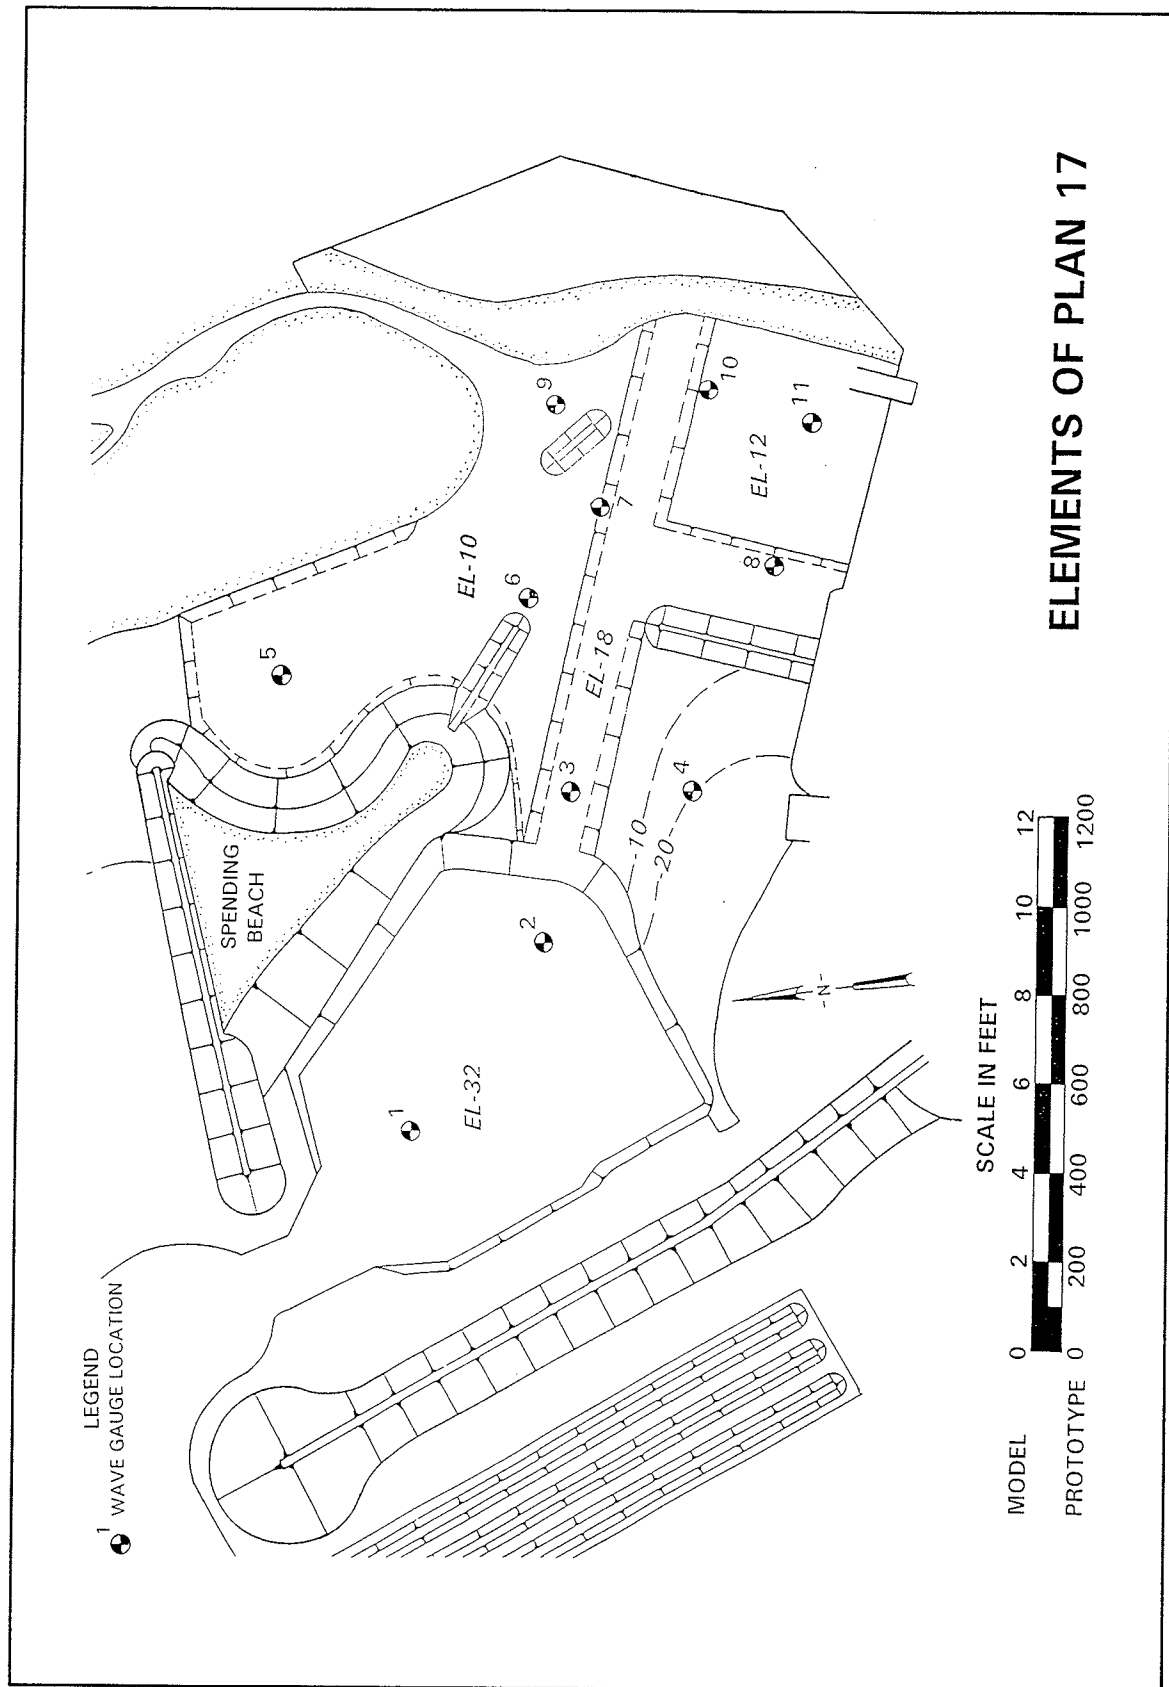 LEGEND
1 WAVE GAUGE LOCATION
SPENDING
BEACH
5
9
6
EL-10
1
EL-32
2
3
7
EL-18
10
11
EL-12
8
4
-10
-20
-N-
SCALE IN FEET
MODEL 0 2 4 6 8 10 12
PROTOTYPE 0 200 400 600 800 1000 1200
ELEMENTS OF PLAN 17